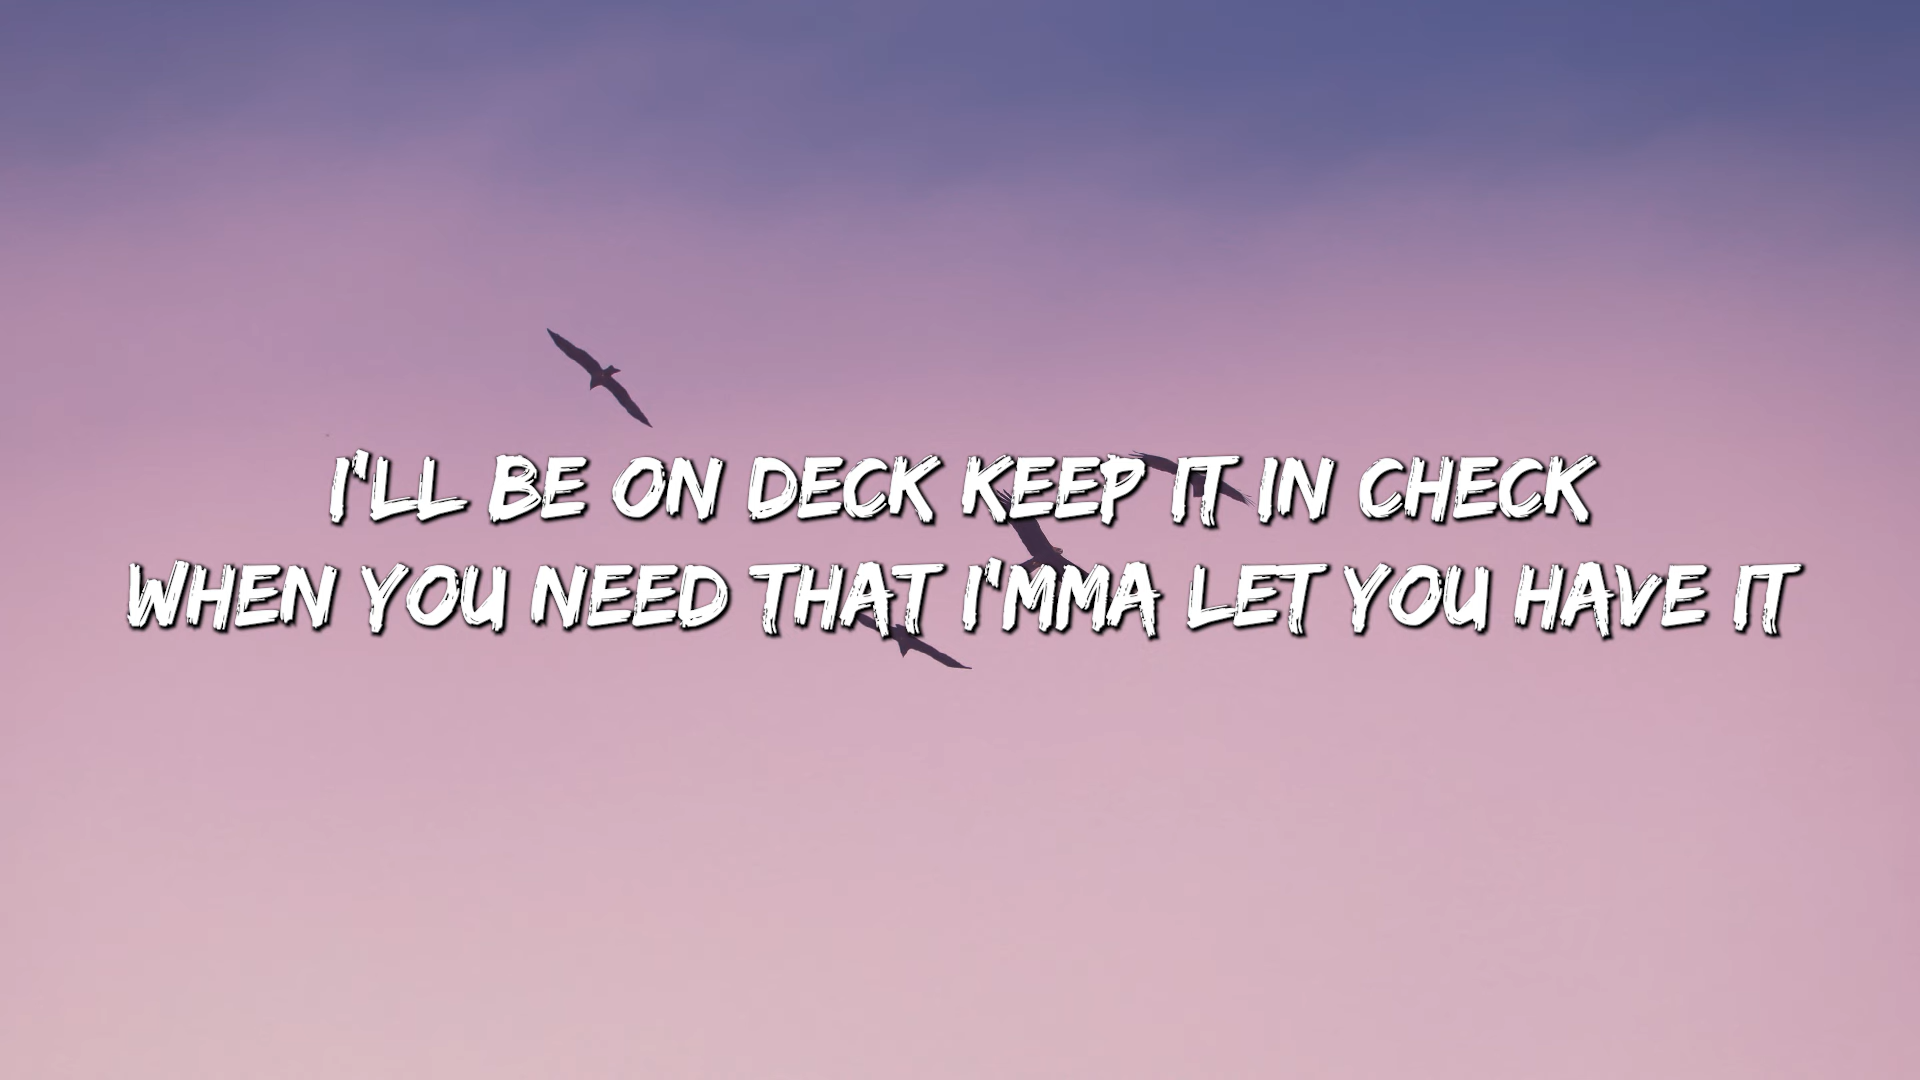 I'LL BE ON DECK KEEP IT IN CHECK
WHEN YOU NEED THAT I'MMA LET YOU HAVE IT